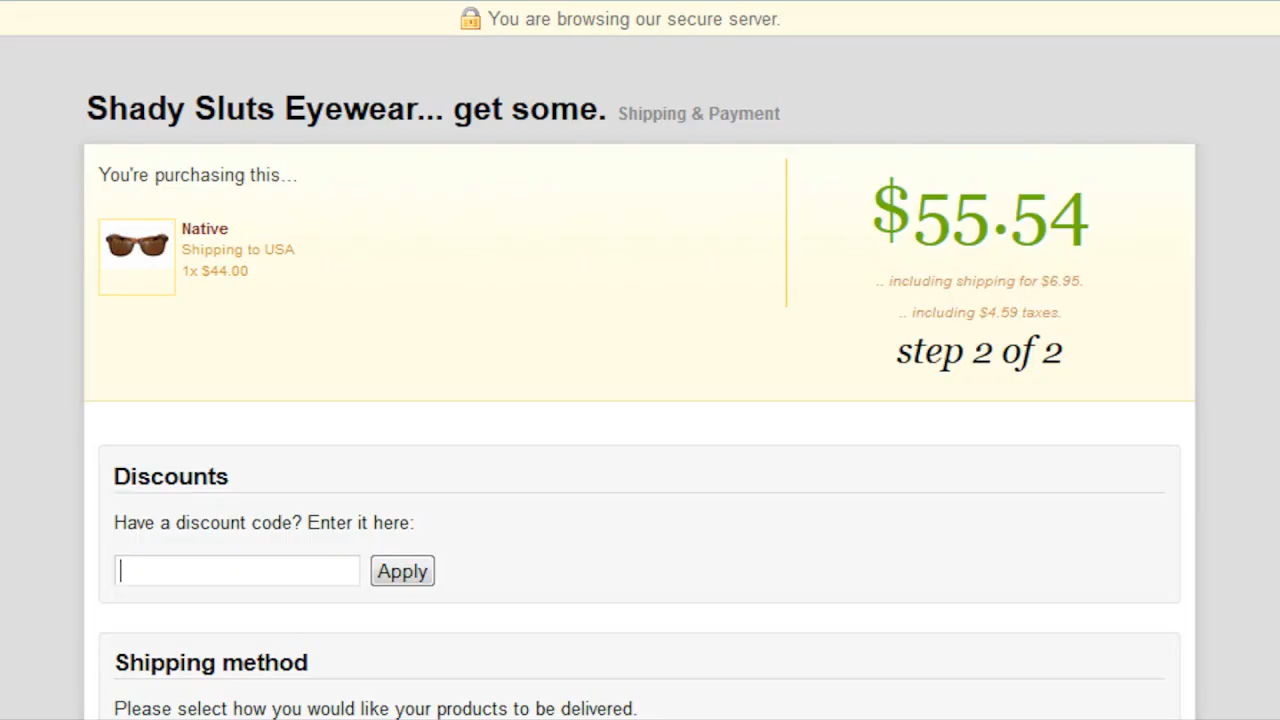 You are browsing our secure server.
Shady Sluts Eyewear... get some. Shipping & Payment
You're purchasing this...
Native
Shipping to USA
1x $44.00
$55.54
.. including shipping for $6.95.
.. including $4.59 taxes.
step 2 of 2
Discounts
Have a discount code? Enter it here:
Apply
Shipping method
Please select how you would like your products to be delivered.